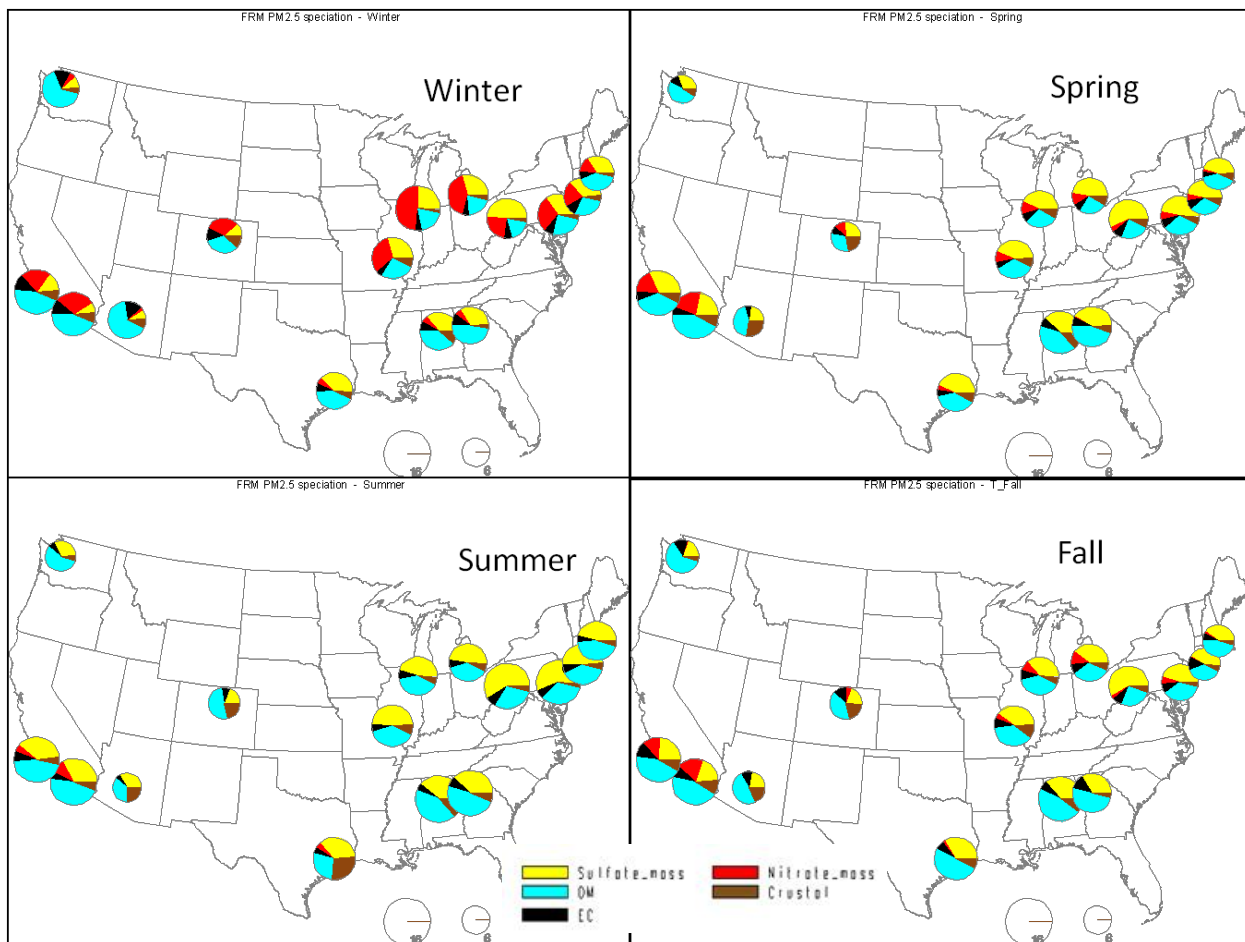 FRM PM2.5 speciation - Winter
Winter
16
6
FRM PM2.5 speciation - Spring
Spring
16
6
FRM PM2.5 speciation - Summer
Summer
16
6
FRM PM2.5 speciation - T_Fall
Fall
16
6
Sulfate_mass
Nitrate_mass
OM
Crustal
EC